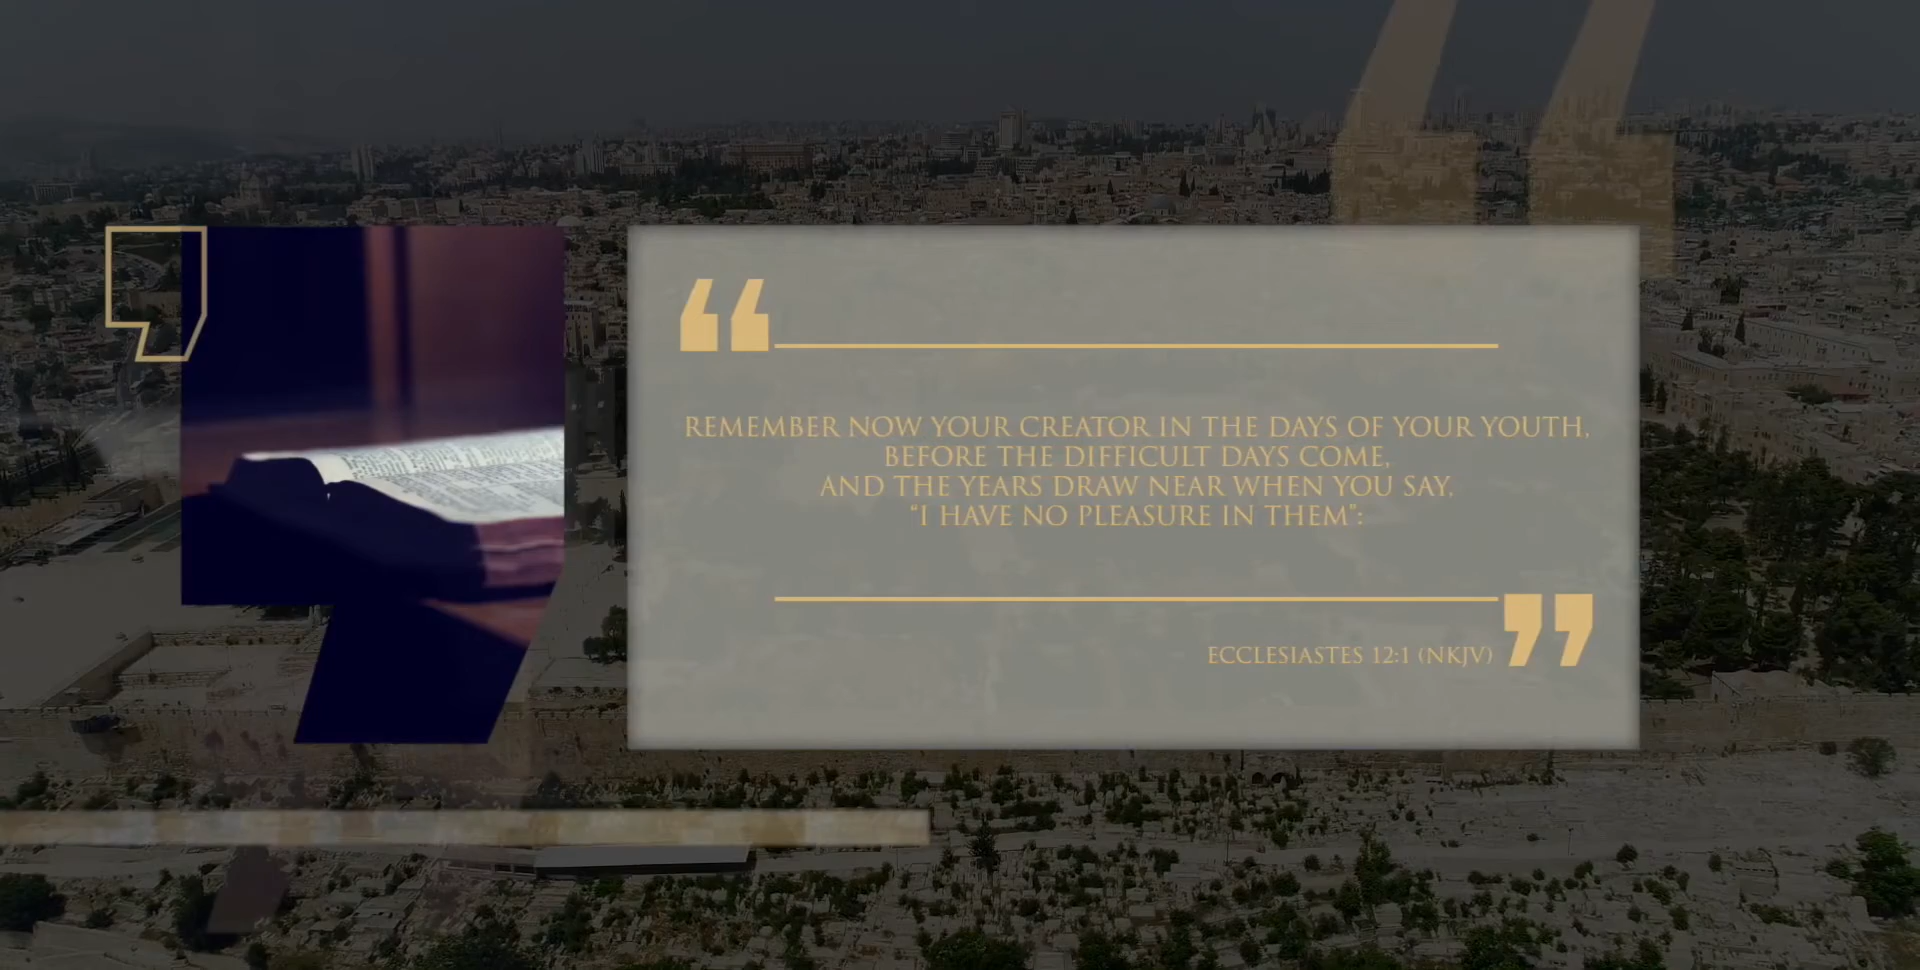 REMEMBER NOW YOUR CREATOR IN THE DAYS OF YOUR YOUTH,
BEFORE THE DIFFICULT DAYS COME,
AND THE YEARS DRAW NEAR WHEN YOU SAY,
“I HAVE NO PLEASURE IN THEM”:
ECCLESIASTES 12:1 (NKJV)